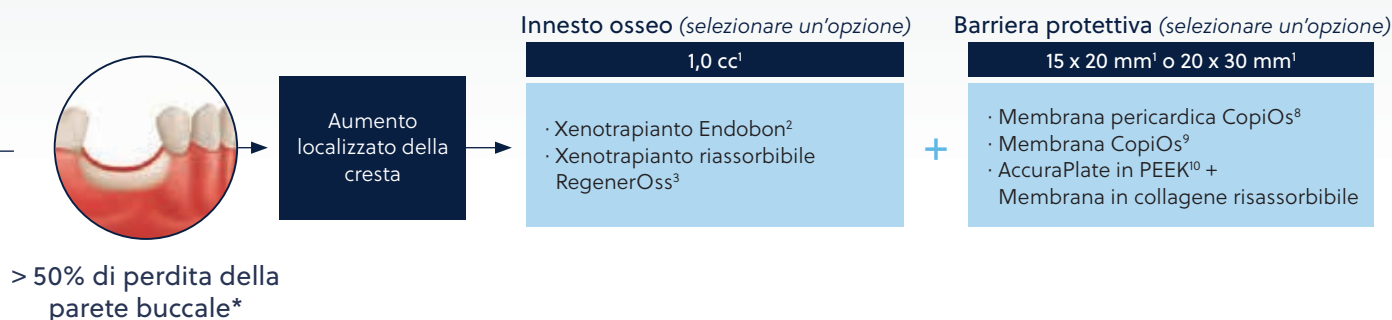 Innesto osseo (selezionare un'opzione)
1,0 cc¹
· Xenotrapianto Endobon²
· Xenotrapianto riassorbibile
RegenerOss³
+
Barriera protettiva (selezionare un'opzione)
15 x 20 mm¹ o 20 x 30 mm¹
· Membrana pericardica CopiOs⁸
· Membrana CopiOs⁹
· AccuraPlate in PEEK¹⁰ +
Membrana in collagene risassorbibile
Aumento
localizzato della
cresta
> 50% di perdita della
parete buccale*